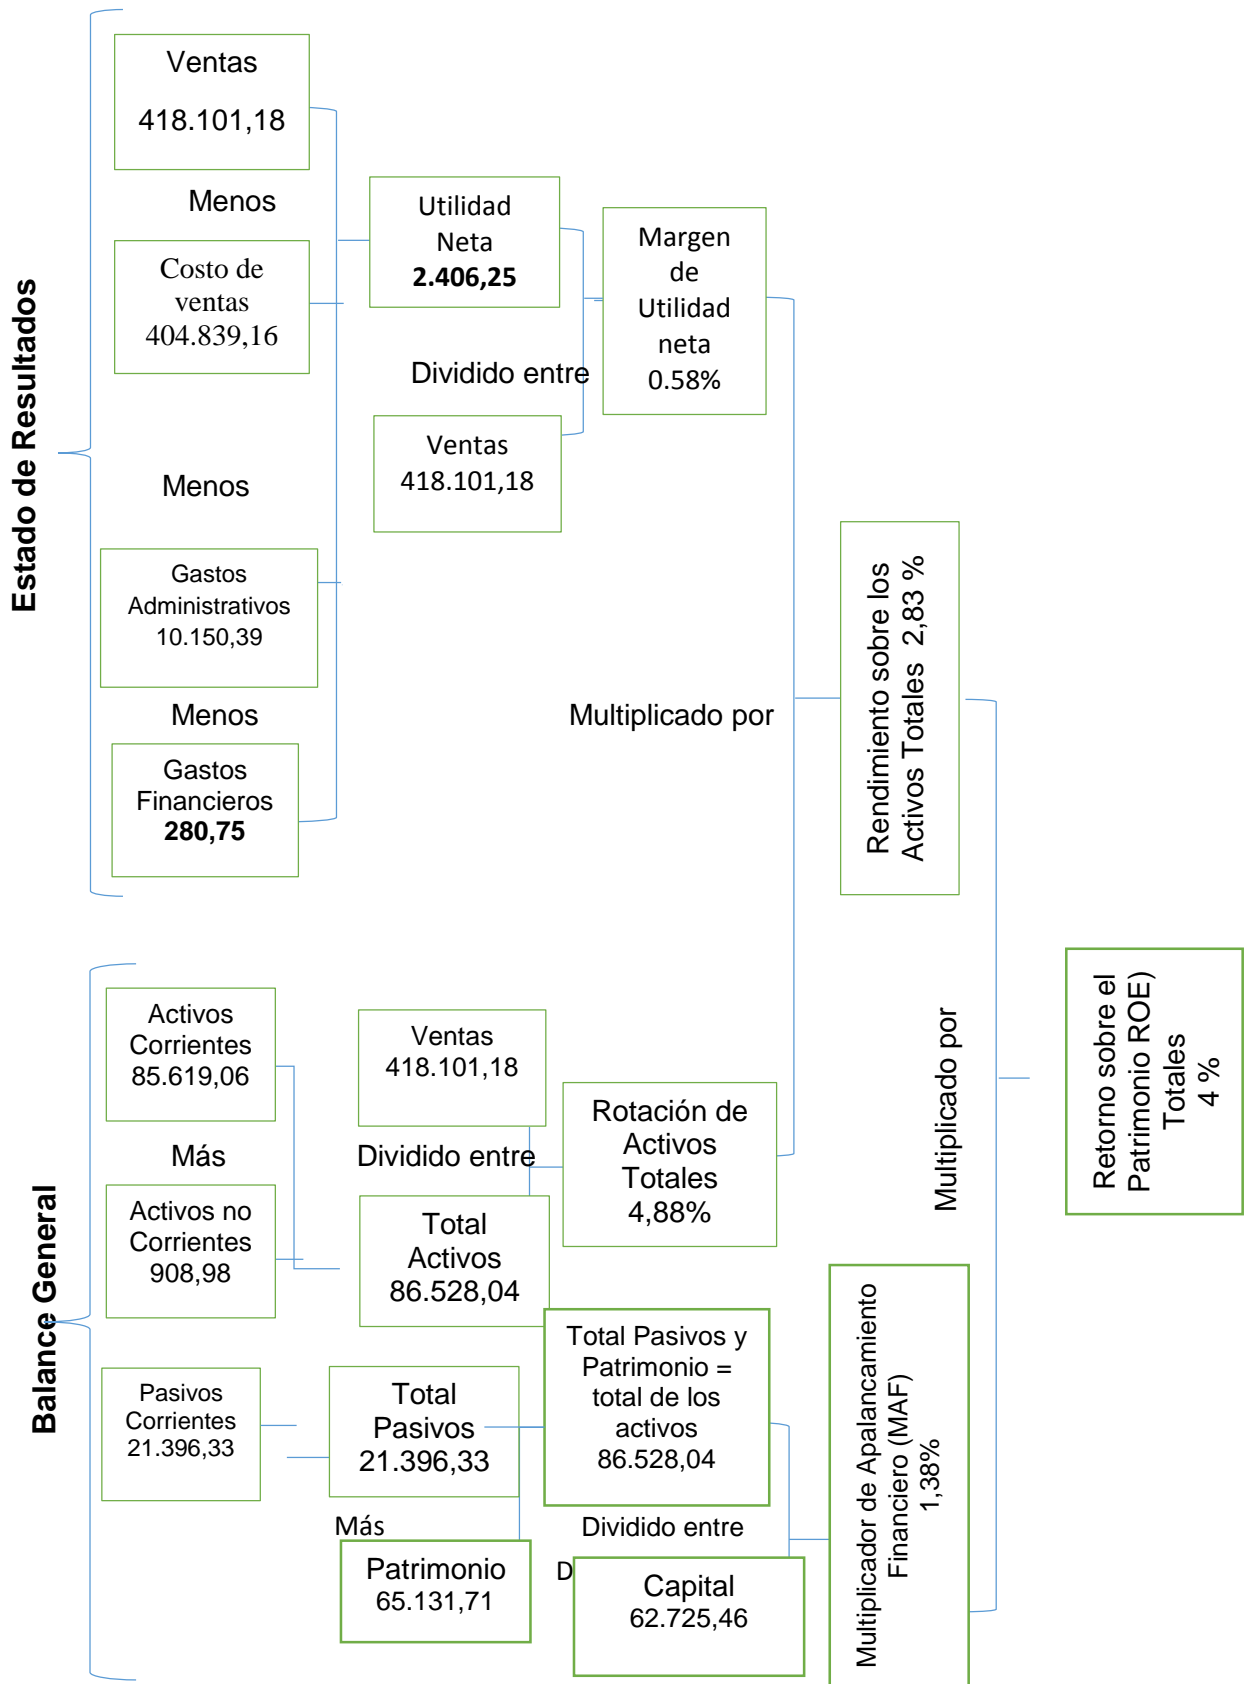 Estado de Resultados
Ventas
418.101,18
Menos
Costo de
ventas
404.839,16
Menos
Gastos
Administrativos
10.150,39
Menos
Gastos
Financieros
280,75
Utilidad
Neta
2.406,25
Dividido entre
Ventas
418.101,18
Margen
de
Utilidad
neta
0.58%
Multiplicado por
Rendimiento sobre los
Activos Totales 2,83 %
Balance General
Activos
Corrientes
85.619,06
Más
Activos no
Corrientes
908,98
Ventas
418.101,18
Dividido entre
Total
Activos
86.528,04
Rotación de
Activos
Totales
4,88%
Pasivos
Corrientes
21.396,33
Total
Pasivos
21.396,33
Más
Patrimonio
65.131,71
Total Pasivos y
Patrimonio =
total de los
activos
86.528,04
Dividido entre
D
Capital
62.725,46
Multiplicador de Apalancamiento
Financiero (MAF)
1,38%
Multiplicado por
Retorno sobre el
Patrimonio ROE)
Totales
4 %